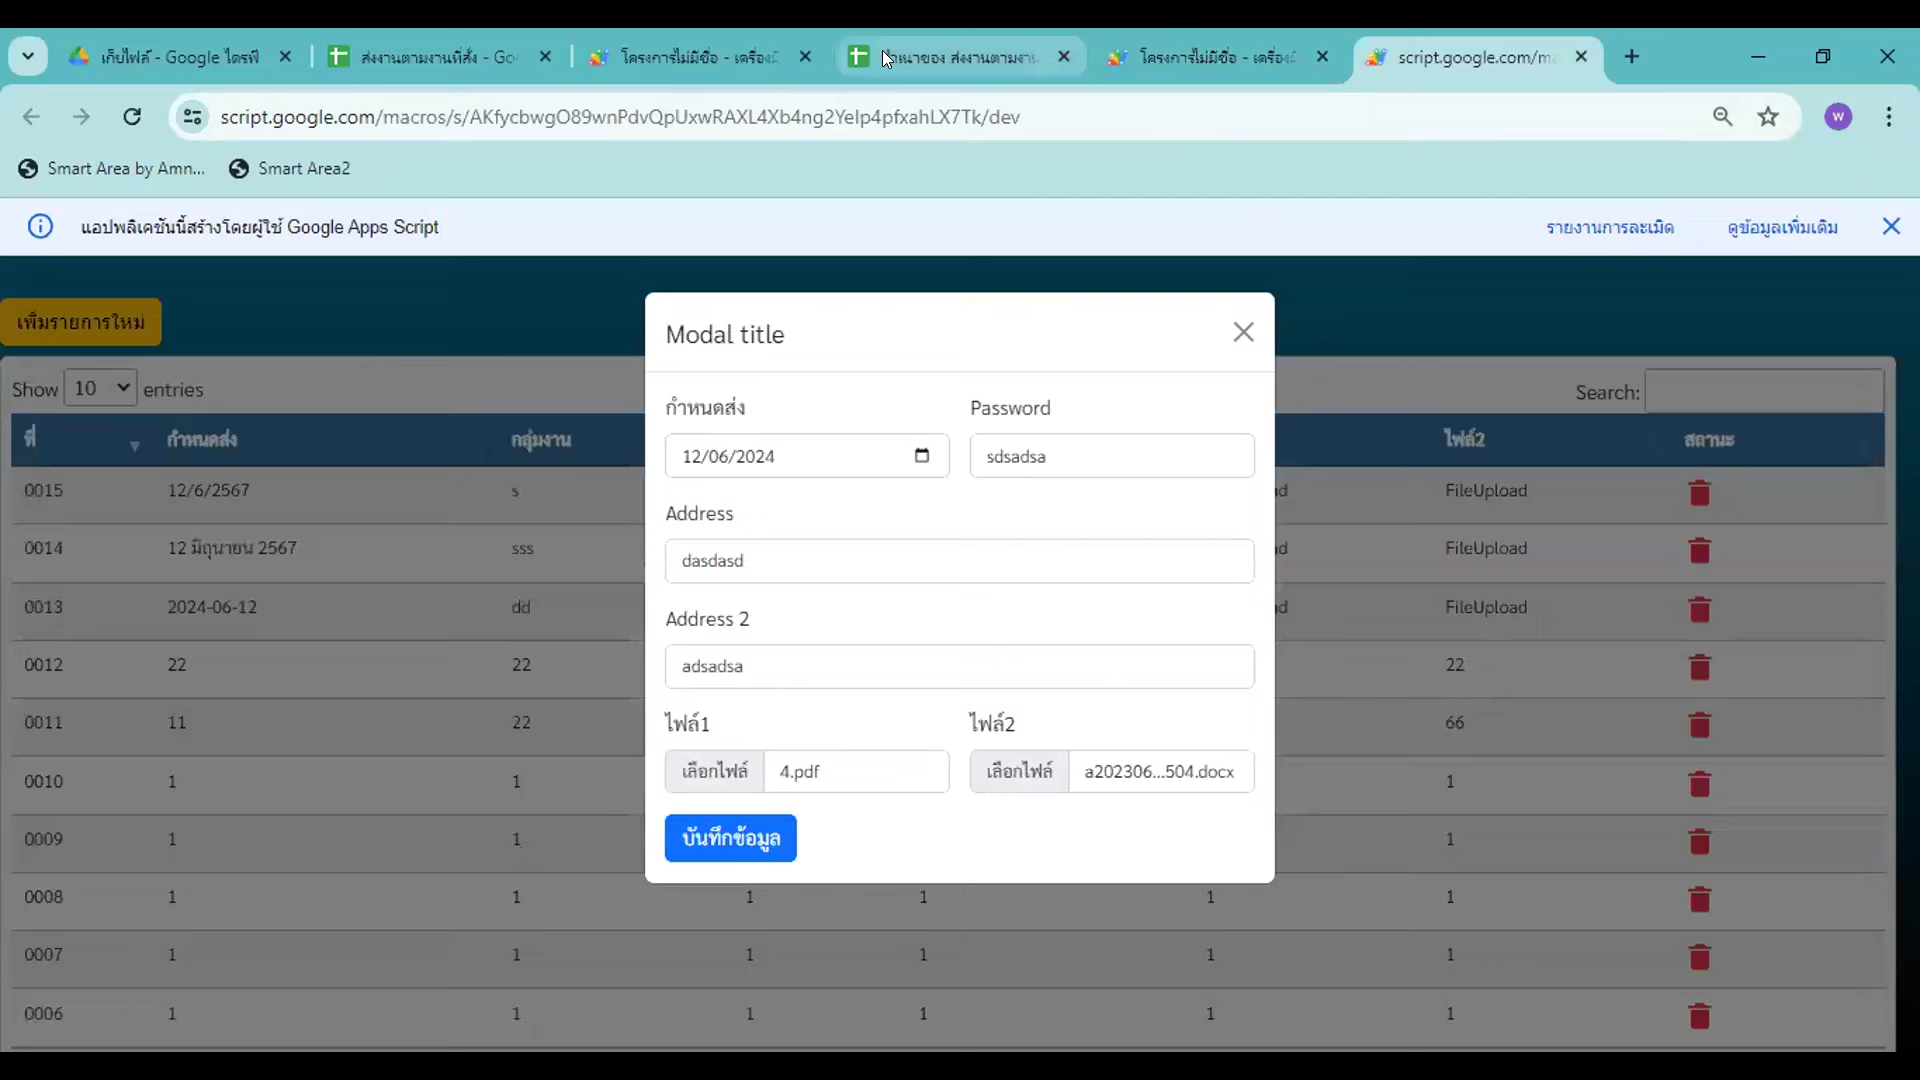 เก็บไฟล์ - Google ไดรฟ์
ส่งงานตามงานที่สั่ง - Go
โครงการไม่มีชื่อ - เครื่อง
ส่งงานตามงาน
โครงการไม่มีชื่อ - เครื่อง
script.google.com/m
script.google.com/macros/s/AKfycbwgO89wnPdvQpUxwRAXL4Xb4ng2YeIp4pfxahLX7Tk/dev
W
Smart Area by Amn...
Smart Area2
แอปพลิเคชันนี้สร้างโดยผู้ใช้ Google Apps Script
รายงานการละเมิด
ดูข้อมูลเพิ่มเติม
เพิ่มรายการใหม่
Show 10 entries
Search:
ที่ กำหนดส่ง กลุ่มงาน ไฟล์2 สถานะ
0015 12/6/2567 s ad FileUpload
0014 12 มิถุนายน 2567 sss ad FileUpload
0013 2024-06-12 dd ad FileUpload
0012 22 22 22
0011 11 22 66
0010 1 1 1
0009 1 1 1
0008 1 1 1 1 1 1
0007 1 1 1 1 1 1
0006 1 1 1 1 1 1
Modal title
กำหนดส่ง Password
12/06/2024 sdsadsa
Address
dasdasd
Address 2
adsadsa
ไฟล์1 ไฟล์2
เลือกไฟล์ 4.pdf เลือกไฟล์ a202306...504.docx
บันทึกข้อมูล